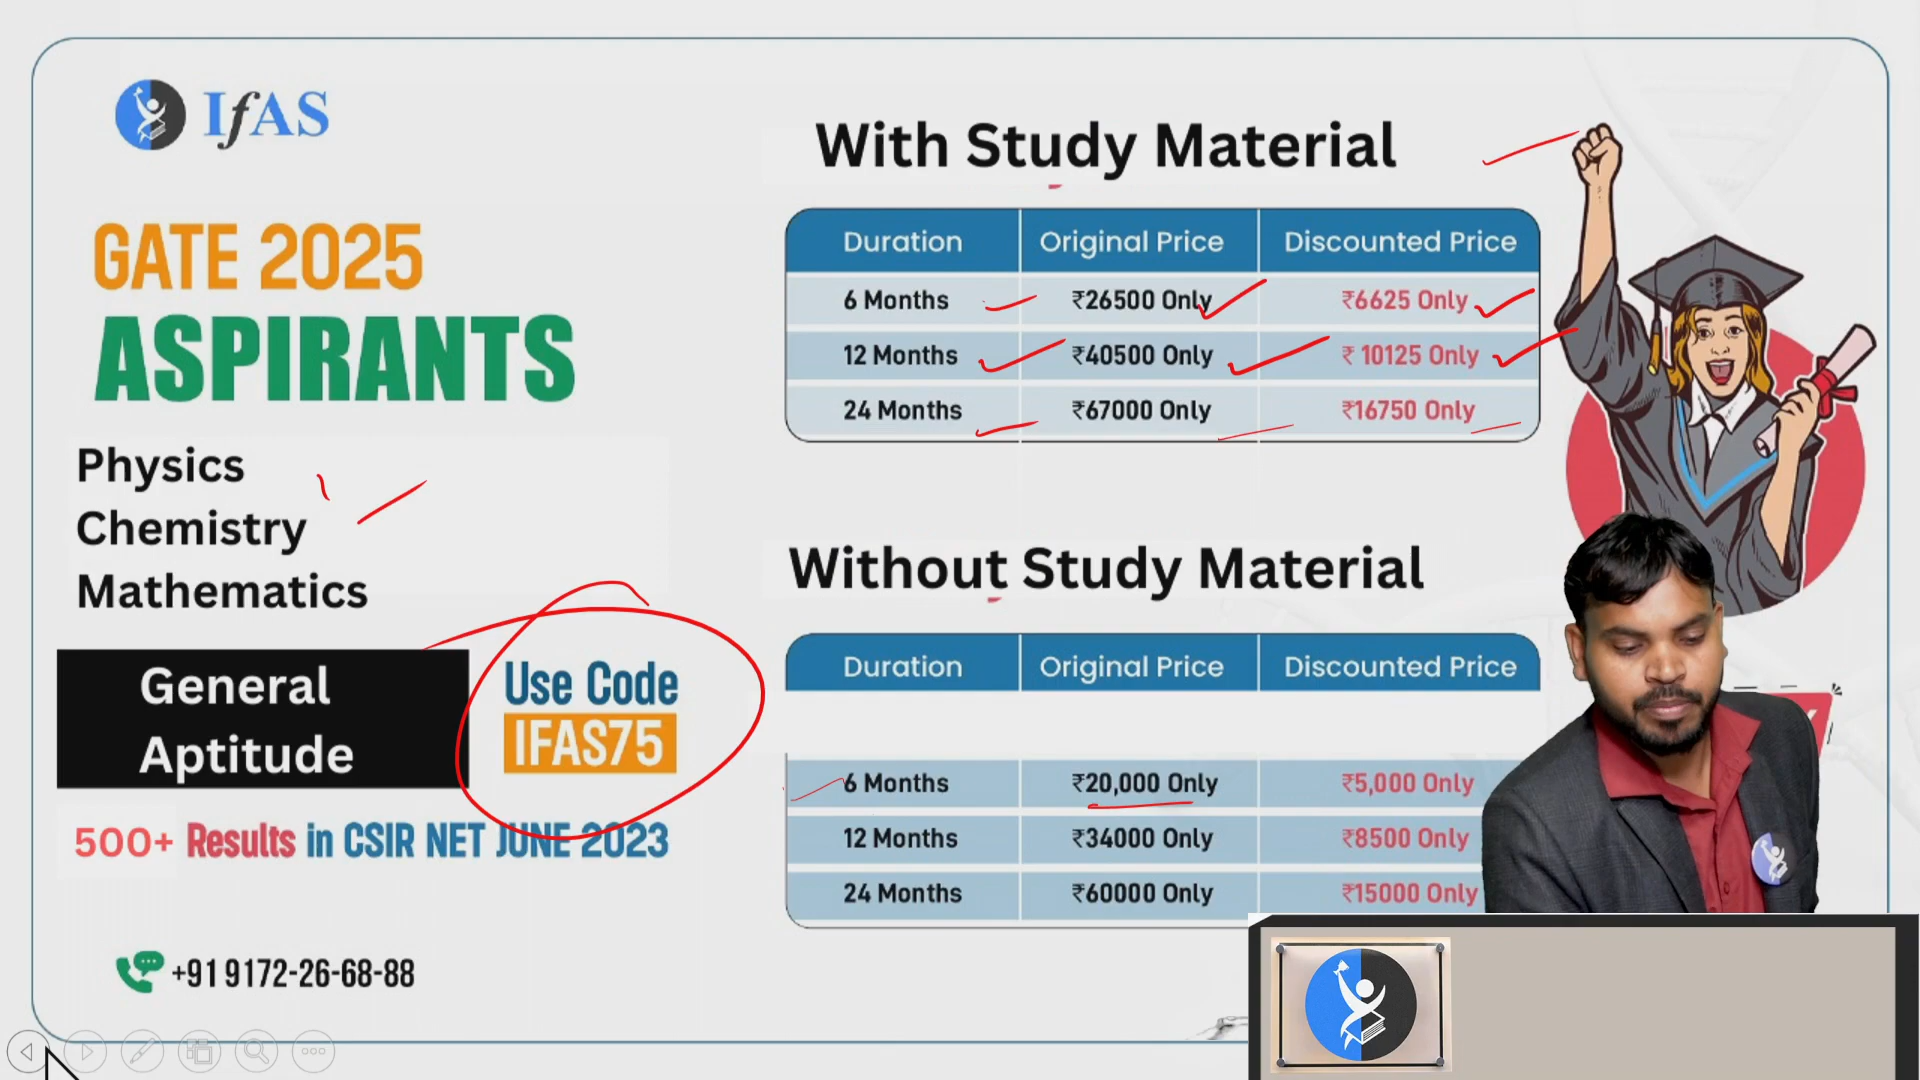 IfAS
GATE 2025
ASPIRANTS
Physics
Chemistry
Mathematics
General
Aptitude
Use Code
IFAS75
500+ Results in CSIR NET JUNE 2023
+91 9172-26-68-88
With Study Material
Duration Original Price Discounted Price
6 Months ₹26500 Only ₹6625 Only
12 Months ₹40500 Only ₹ 10125 Only
24 Months ₹67000 Only ₹16750 Only
Without Study Material
Duration Original Price Discounted Price
6 Months ₹20,000 Only ₹5,000 Only
12 Months ₹34000 Only ₹8500 Only
24 Months ₹60000 Only ₹15000 Only